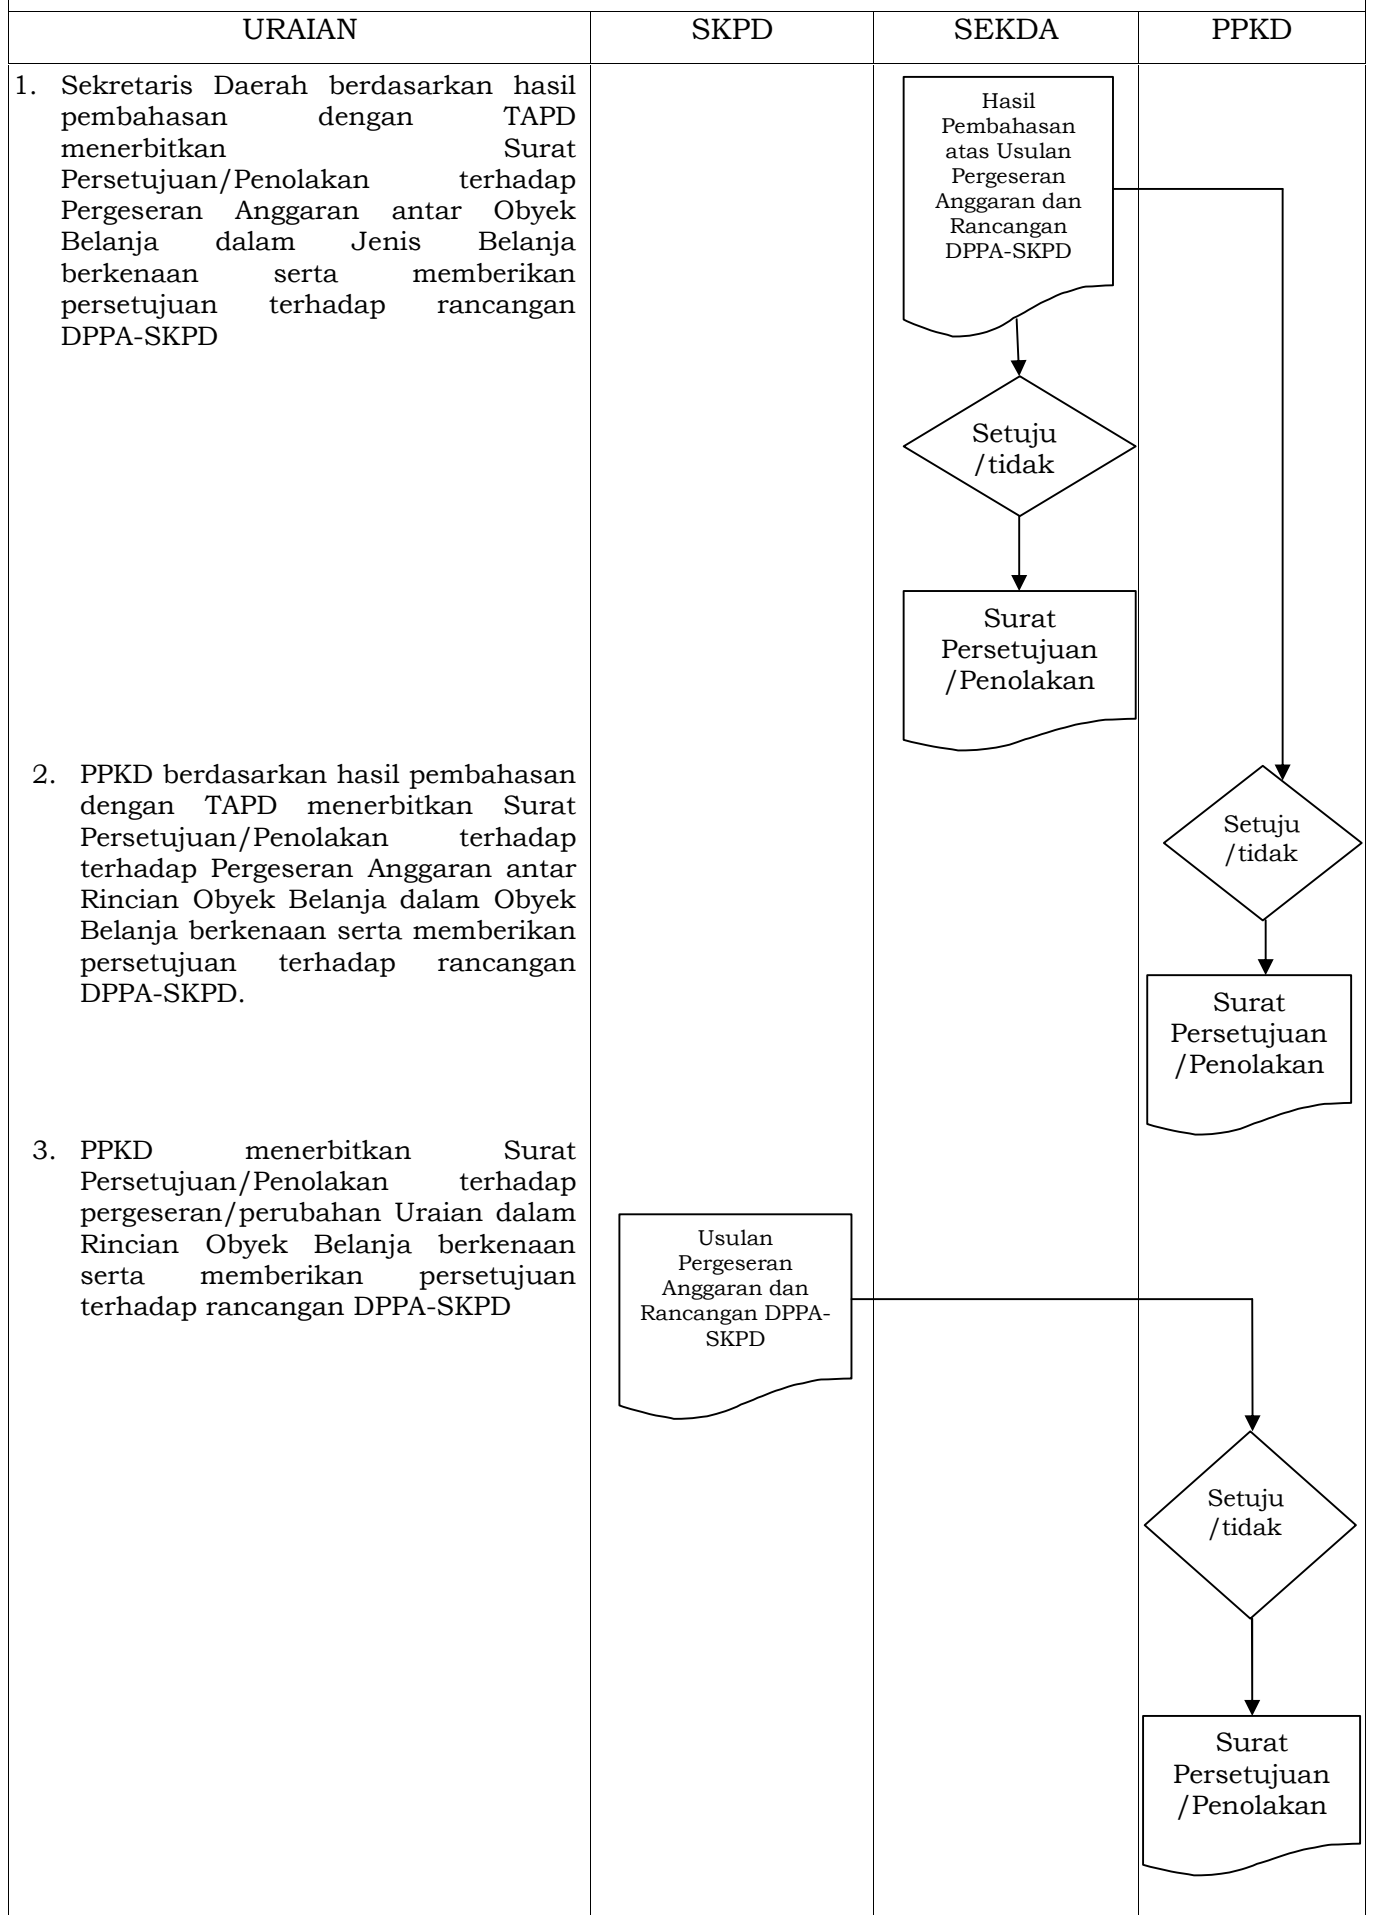 URAIAN SKPD SEKDA PPKD
1. Sekretaris Daerah berdasarkan hasil
pembahasan dengan TAPD
menerbitkan Surat
Persetujuan/Penolakan terhadap
Pergeseran Anggaran antar Obyek
Belanja dalam Jenis Belanja
berkenaan serta memberikan
persetujuan terhadap rancangan
DPPA-SKPD
Hasil
Pembahasan
atas Usulan
Pergeseran
Anggaran dan
Rancangan
DPPA-SKPD
Setuju
/tidak
Surat
Persetujuan
/Penolakan
2. PPKD berdasarkan hasil pembahasan
dengan TAPD menerbitkan Surat
Persetujuan/Penolakan terhadap
terhadap Pergeseran Anggaran antar
Rincian Obyek Belanja dalam Obyek
Belanja berkenaan serta memberikan
persetujuan terhadap rancangan
DPPA-SKPD.
Setuju
/tidak
Surat
Persetujuan
/Penolakan
3. PPKD menerbitkan Surat
Persetujuan/Penolakan terhadap
pergeseran/perubahan Uraian dalam
Rincian Obyek Belanja berkenaan
serta memberikan persetujuan
terhadap rancangan DPPA-SKPD
Usulan
Pergeseran
Anggaran dan
Rancangan DPPA-
SKPD
Setuju
/tidak
Surat
Persetujuan
/Penolakan